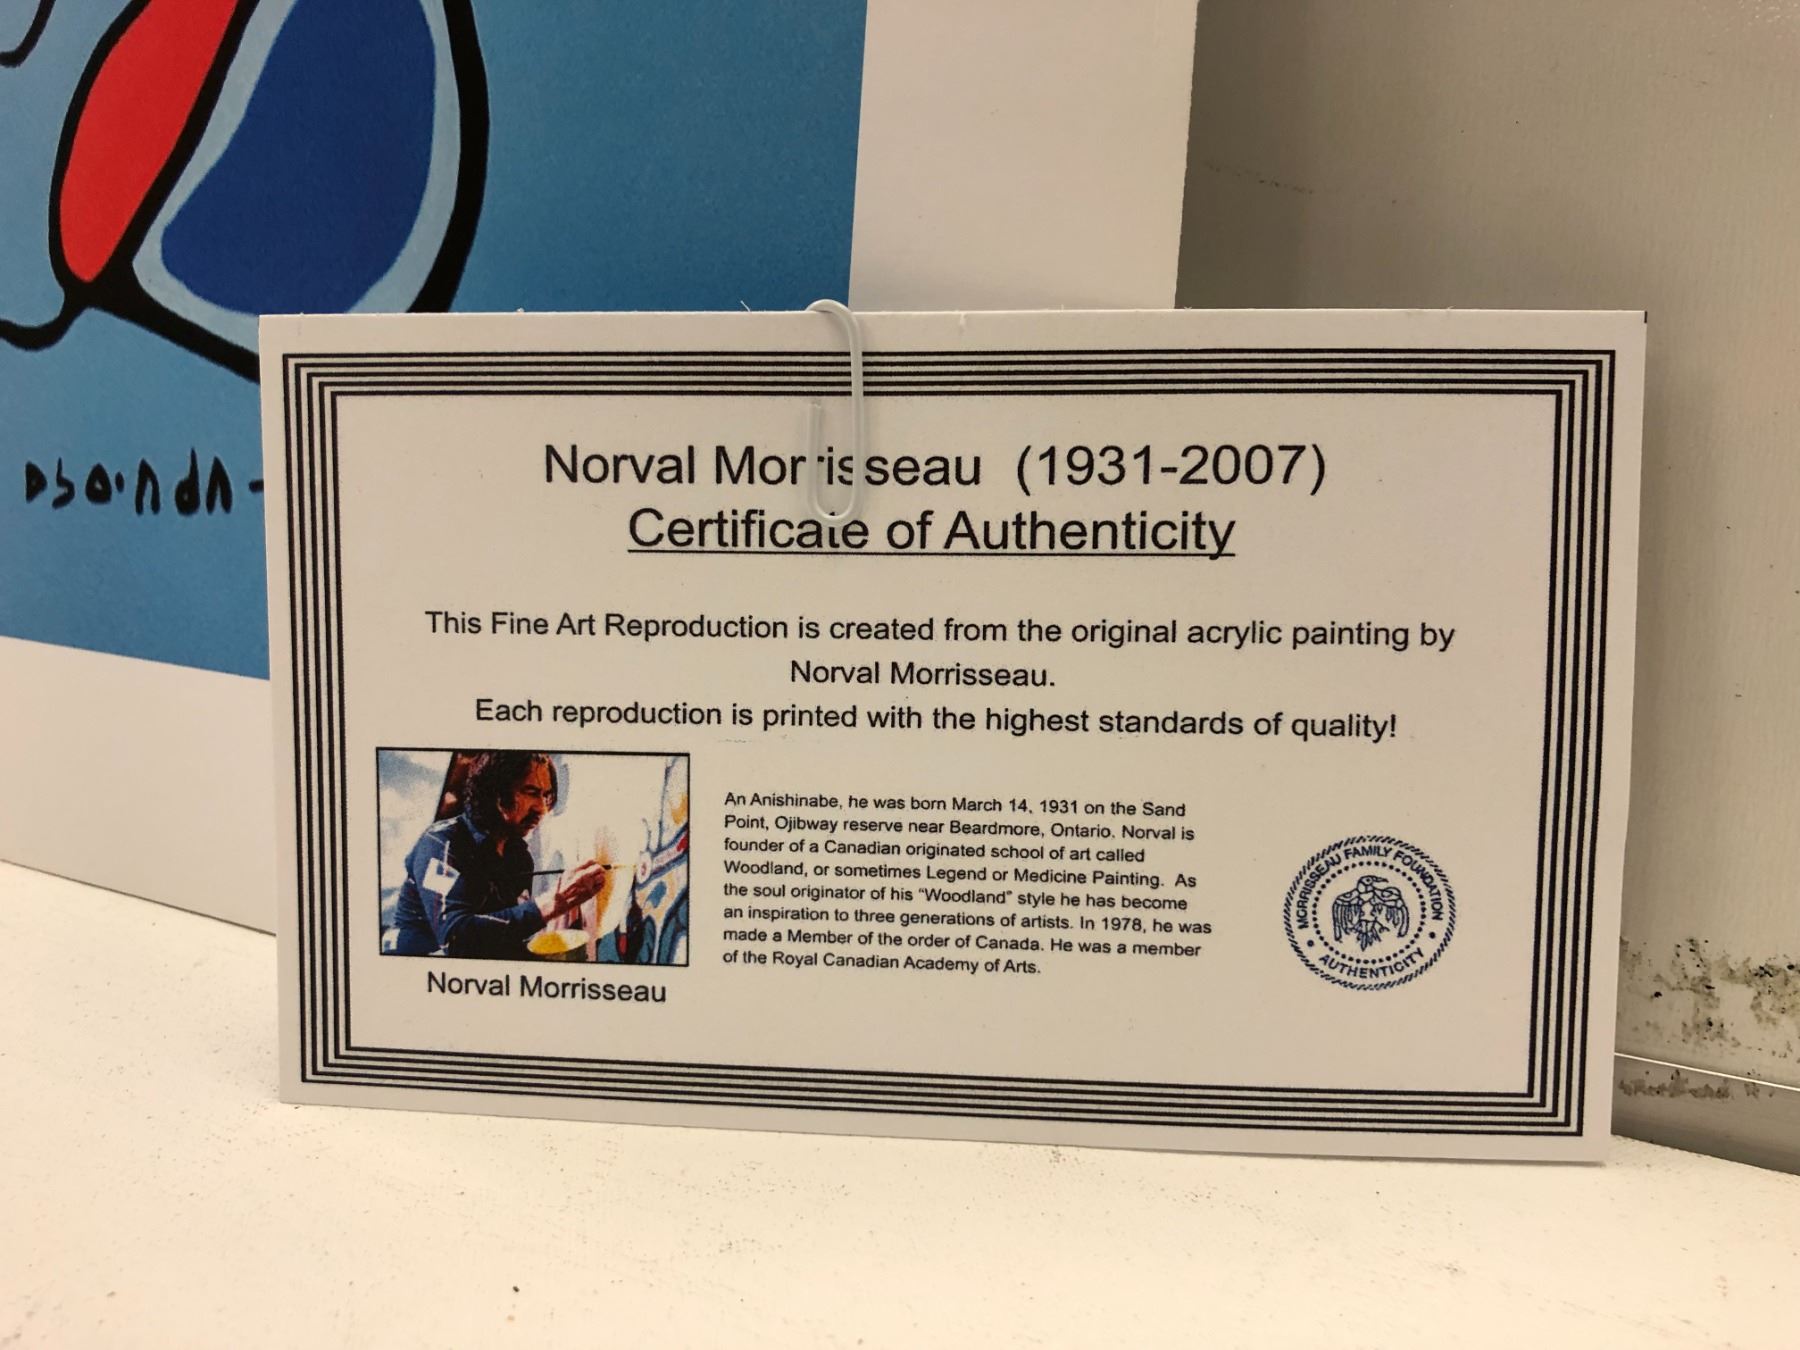 ᐅᓴᐊ·ᐱᑯᐱ
Norval Morrisseau (1931-2007)
Certificate of Authenticity
This Fine Art Reproduction is created from the original acrylic painting by
Norval Morrisseau.
Each reproduction is printed with the highest standards of quality!
An Anishinabe, he was born March 14, 1931 on the Sand
Point, Ojibway reserve near Beardmore, Ontario. Norval is
founder of a Canadian originated school of art called
Woodland, or sometimes Legend or Medicine Painting. As
the soul originator of his “Woodland” style he has become
an inspiration to three generations of artists. In 1978, he was
made a Member of the order of Canada. He was a member
of the Royal Canadian Academy of Arts.
Norval Morrisseau
MORRISSEAU FAMILY FOUNDATION
• AUTHENTICITY •